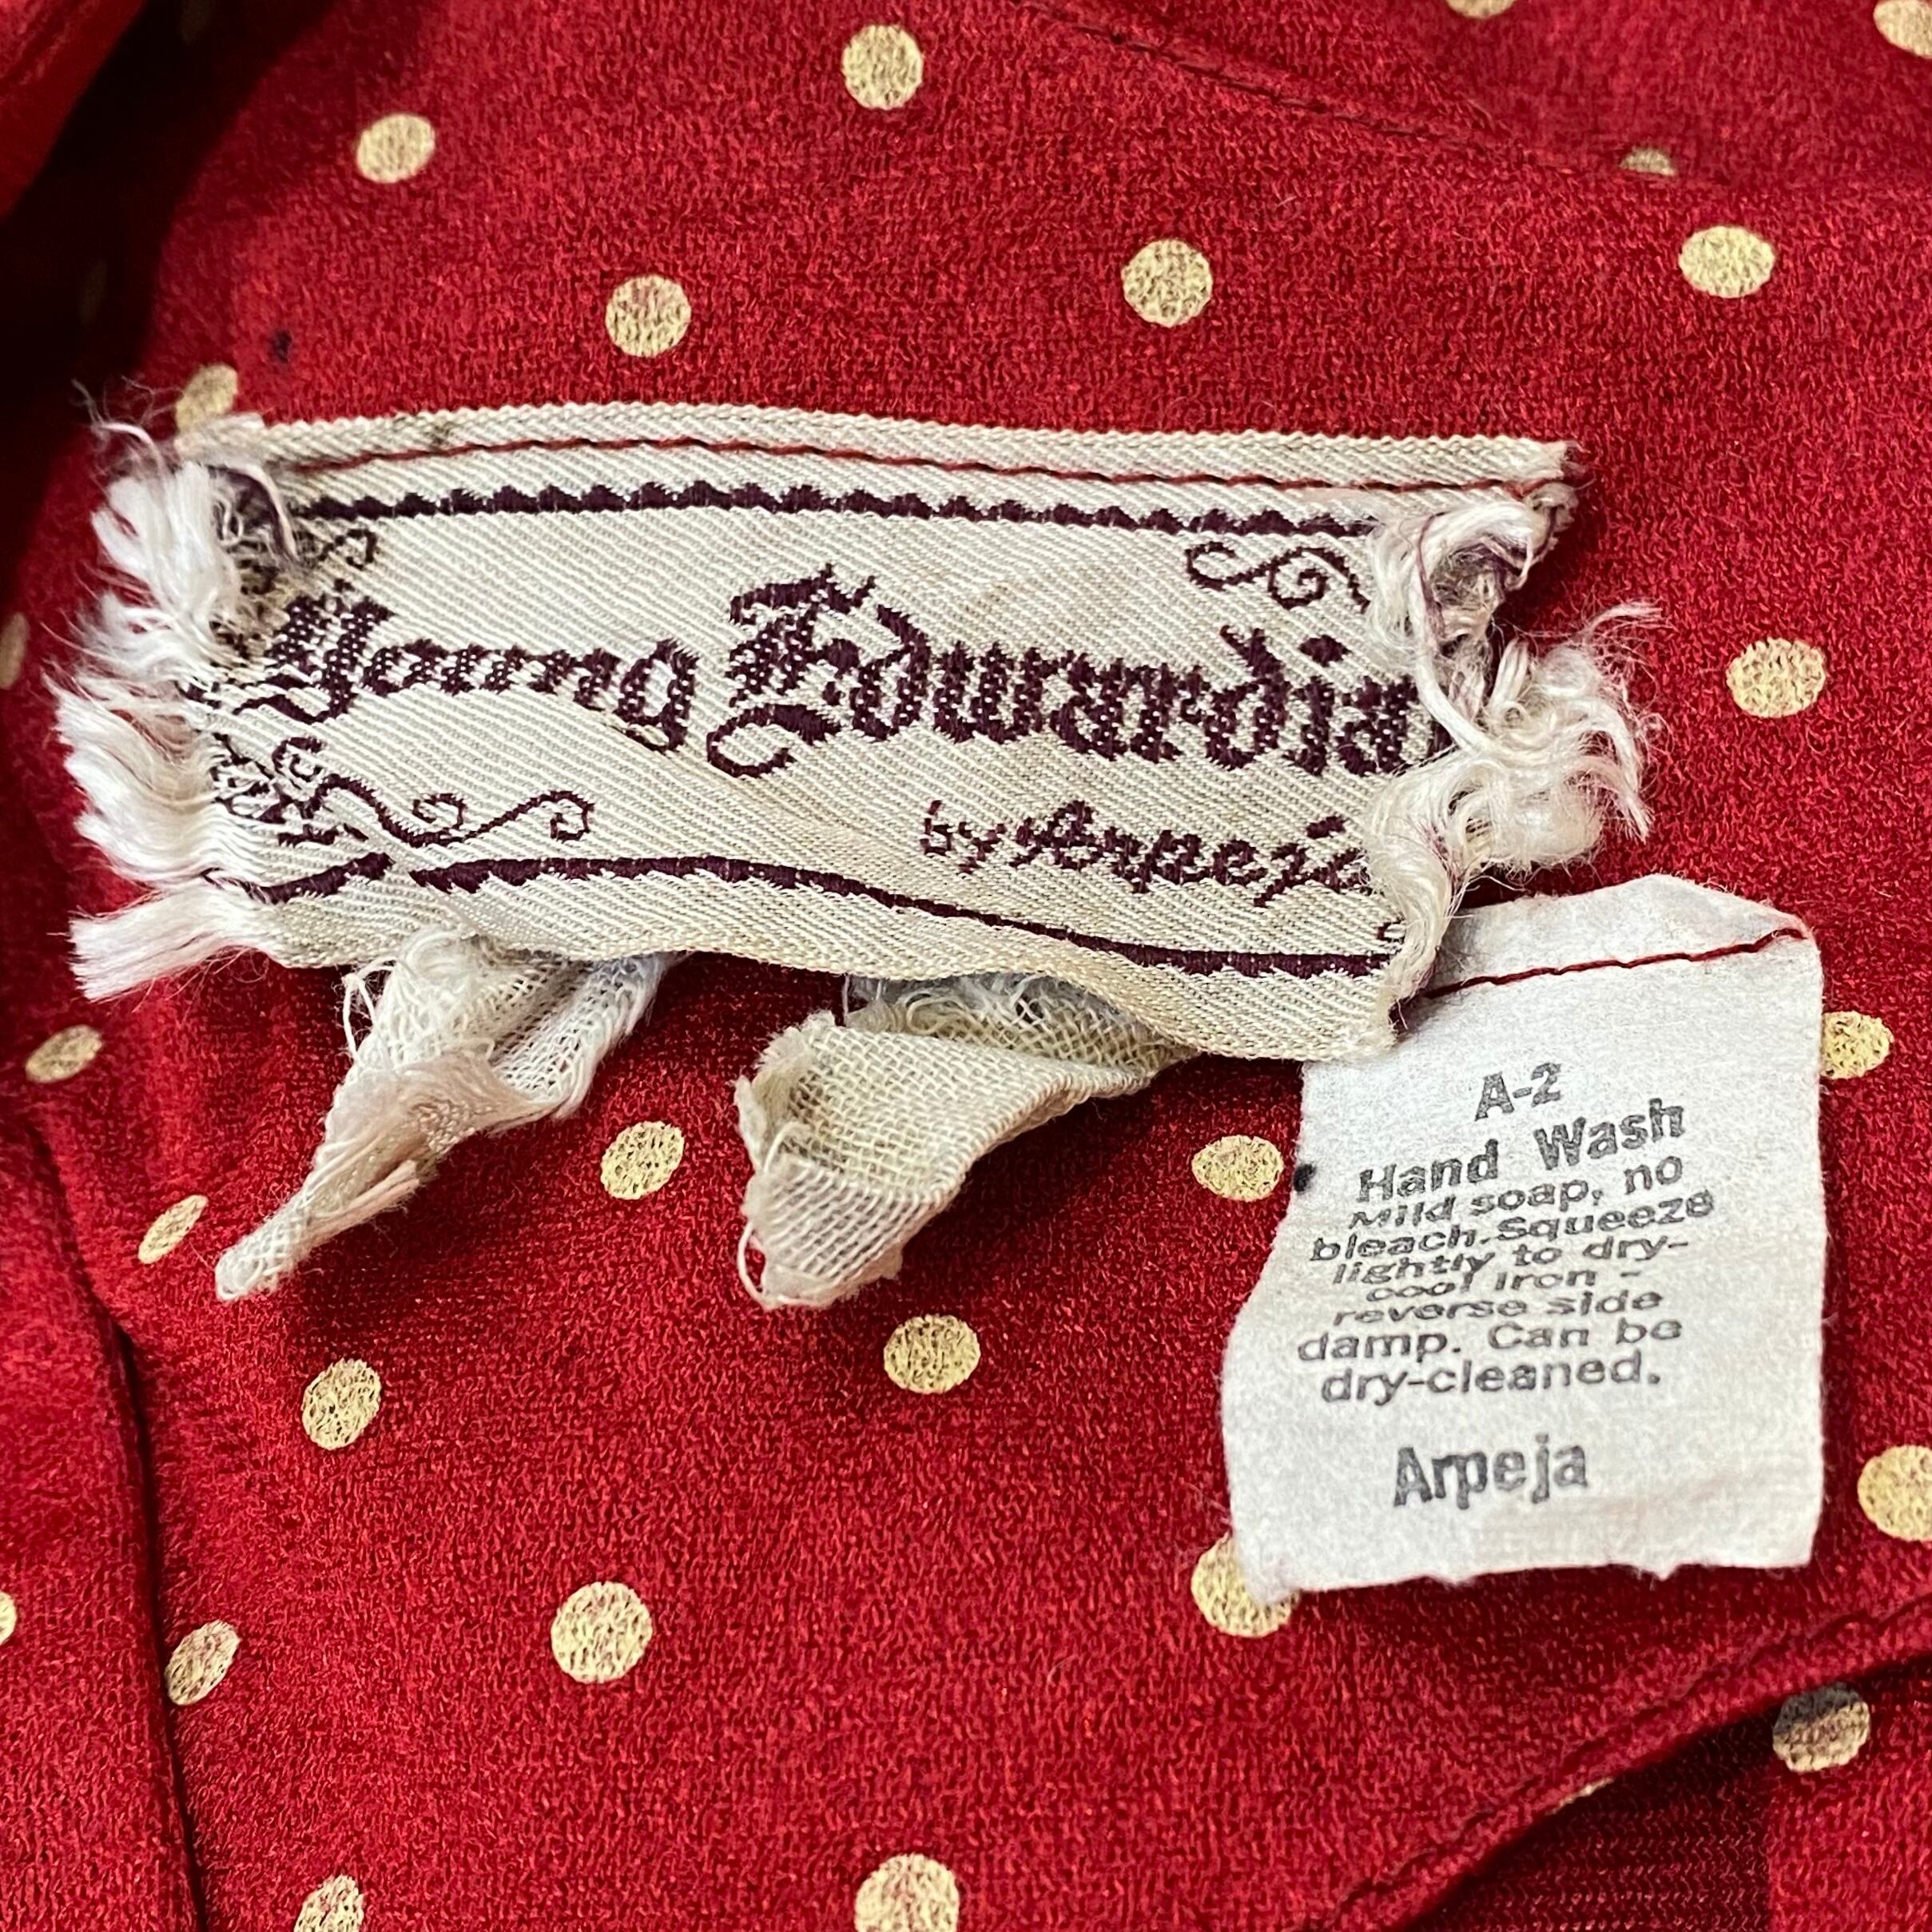 Young Edwardia
by Arpeja
A-2
Hand Wash
Mild soap, no
bleach. Squeeze
lightly to dry-
cool iron -
reverse side
damp. Can be
dry-cleaned.
Arpeja